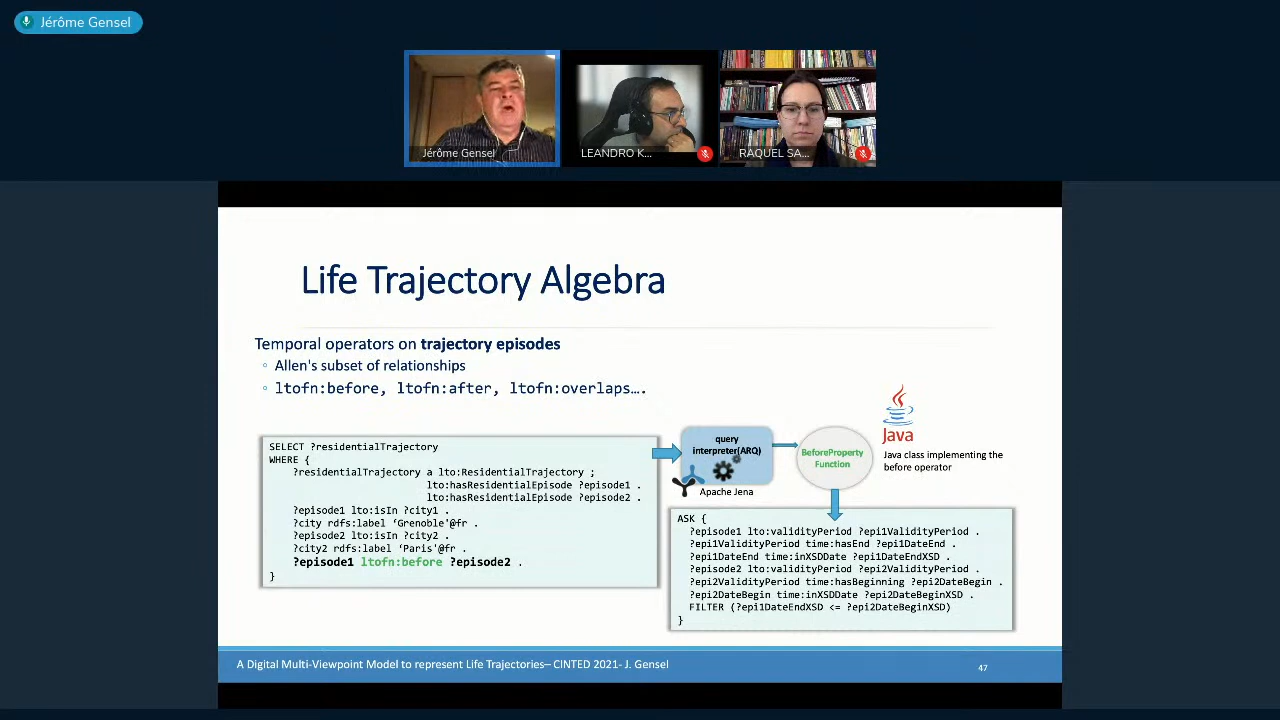 Jérôme Gensel
Jérôme Gensel
LEANDRO K...
RAQUEL SA...
Life Trajectory Algebra
Temporal operators on trajectory episodes
◦ Allen's subset of relationships
◦ ltofn:before, ltofn:after, ltofn:overlaps….
SELECT ?residentialTrajectory
WHERE {
?residentialTrajectory a lto:ResidentialTrajectory ;
lto:hasResidentialEpisode ?episode1 .
lto:hasResidentialEpisode ?episode2 .
?episode1 lto:isIn ?city1 .
?city rdfs:label ‘Grenoble'@fr .
?episode2 lto:isIn ?city2 .
?city2 rdfs:label ‘Paris'@fr .
?episode1 ltofn:before ?episode2 .
}
query
interpreter(ARQ)
Apache Jena
BeforeProperty
Function
Java
Java class implementing the
before operator
ASK {
?episode1 lto:validityPeriod ?epi1ValidityPeriod .
?epi1ValidityPeriod time:hasEnd ?epi1DateEnd .
?epi1DateEnd time:inXSDDate ?epi1DateEndXSD .
?episode2 lto:validityPeriod ?epi2ValidityPeriod .
?epi2ValidityPeriod time:hasBeginning ?epi2DateBegin .
?epi2DateBegin time:inXSDDate ?epi2DateBeginXSD .
FILTER (?epi1DateEndXSD <= ?epi2DateBeginXSD)
}
A Digital Multi-Viewpoint Model to represent Life Trajectories– CINTED 2021- J. Gensel
47